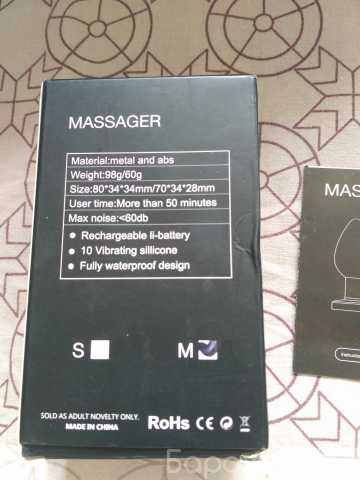 MASSAGER
Material:metal and abs
Weight:98g/60g
Size:80*34*34mm/70*34*28mm
User time:More than 50 minutes
Max noise:<60db
Rechargeable li-battery
10 Vibrating sillicone
Fully waterproof design
S
M
SOLD AS ADULT NOVELTY ONLY.
MADE IN CHINA
RoHs CE
MAS